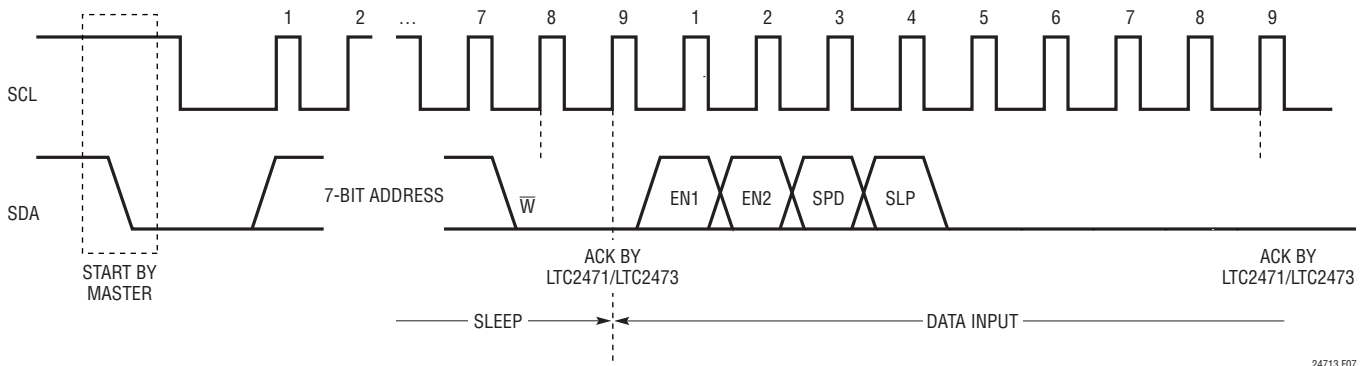 1 2 ... 7 8 9 1 2 3 4 5 6 7 8 9
SCL
SDA
7-BIT ADDRESS
W̅
EN1 EN2 SPD SLP
START BY
MASTER
ACK BY
LTC2471/LTC2473
ACK BY
LTC2471/LTC2473
SLEEP
DATA INPUT
24713 F07